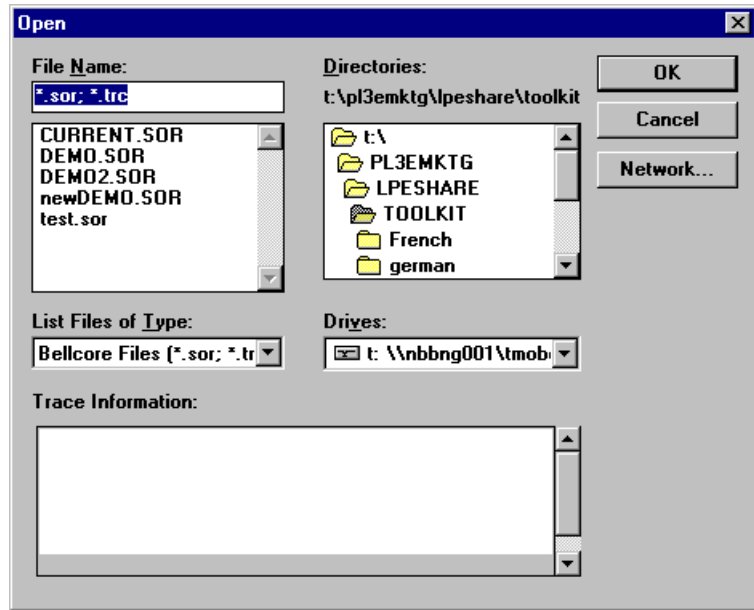 Open
File Name:
*.sor; *.trc
CURRENT.SOR
DEMO.SOR
DEMO2.SOR
newDEMO.SOR
test.sor
List Files of Type:
Bellcore Files (*.sor; *.tr
Directories:
t:\pl3emktg\lpeshare\toolkit
t:\
PL3EMKTG
LPESHARE
TOOLKIT
French
german
Drives:
t: \\nbbng001\tmob
OK
Cancel
Network...
Trace Information: